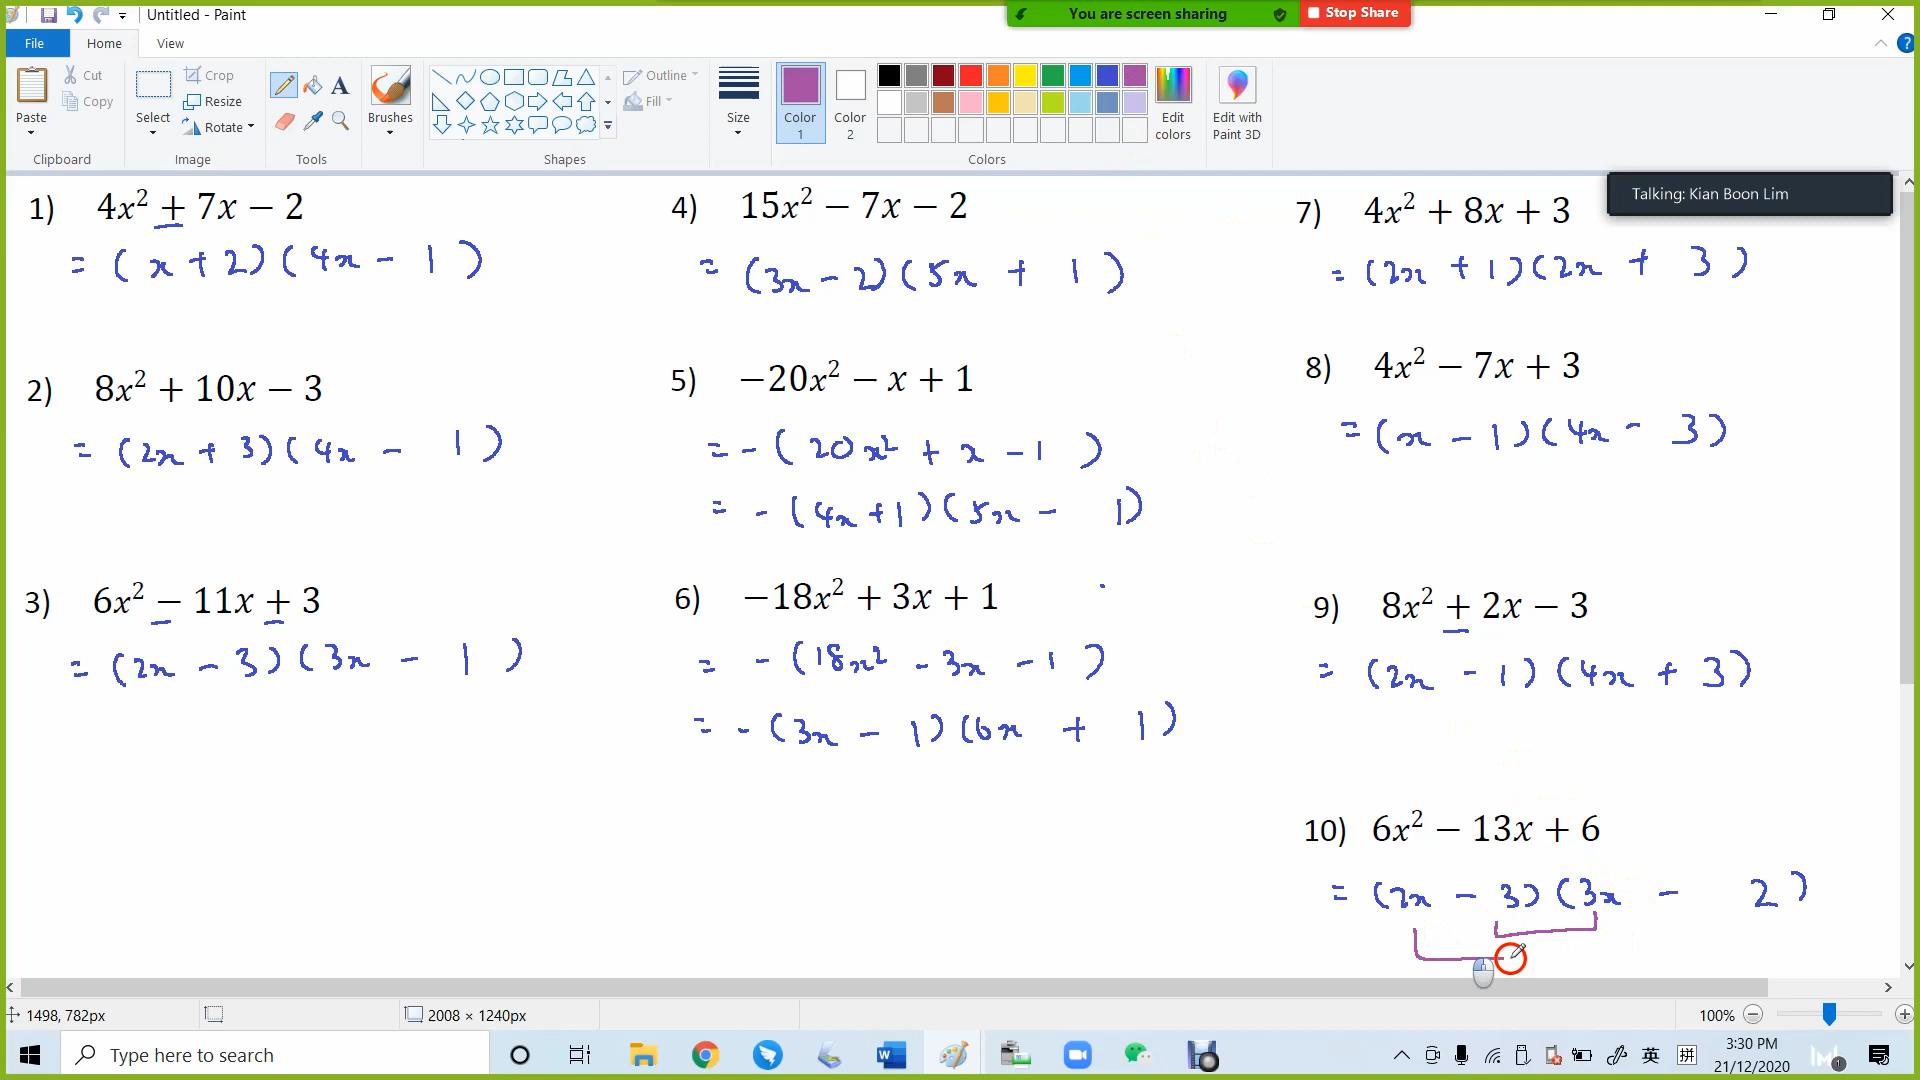 Untitled - Paint
You are screen sharing
Stop Share
File Home View
Paste
Cut
Copy
Clipboard
Select
Crop
Resize
Rotate
Image
Tools
Brushes
Shapes
Outline
Fill
Size
Color 1
Color 2
Colors
Edit colors
Edit with Paint 3D
Talking: Kian Boon Lim
1) 4x² + 7x − 2
= (x + 2)(4x − 1)
2) 8x² + 10x − 3
= (2x + 3)(4x − 1)
3) 6x² − 11x + 3
= (2x − 3)(3x − 1)
4) 15x² − 7x − 2
= (3x − 2)(5x + 1)
5) −20x² − x + 1
= −(20x² + x − 1)
= −(4x + 1)(5x − 1)
6) −18x² + 3x + 1
= −(18x² − 3x − 1)
= −(3x − 1)(6x + 1)
7) 4x² + 8x + 3
= (2x + 1)(2x + 3)
8) 4x² − 7x + 3
= (x − 1)(4x − 3)
9) 8x² + 2x − 3
= (2x − 1)(4x + 3)
10) 6x² − 13x + 6
= (2x − 3)(3x − 2)
1498, 782px
2008 × 1240px
100%
Type here to search
英
拼
3:30 PM
21/12/2020
1